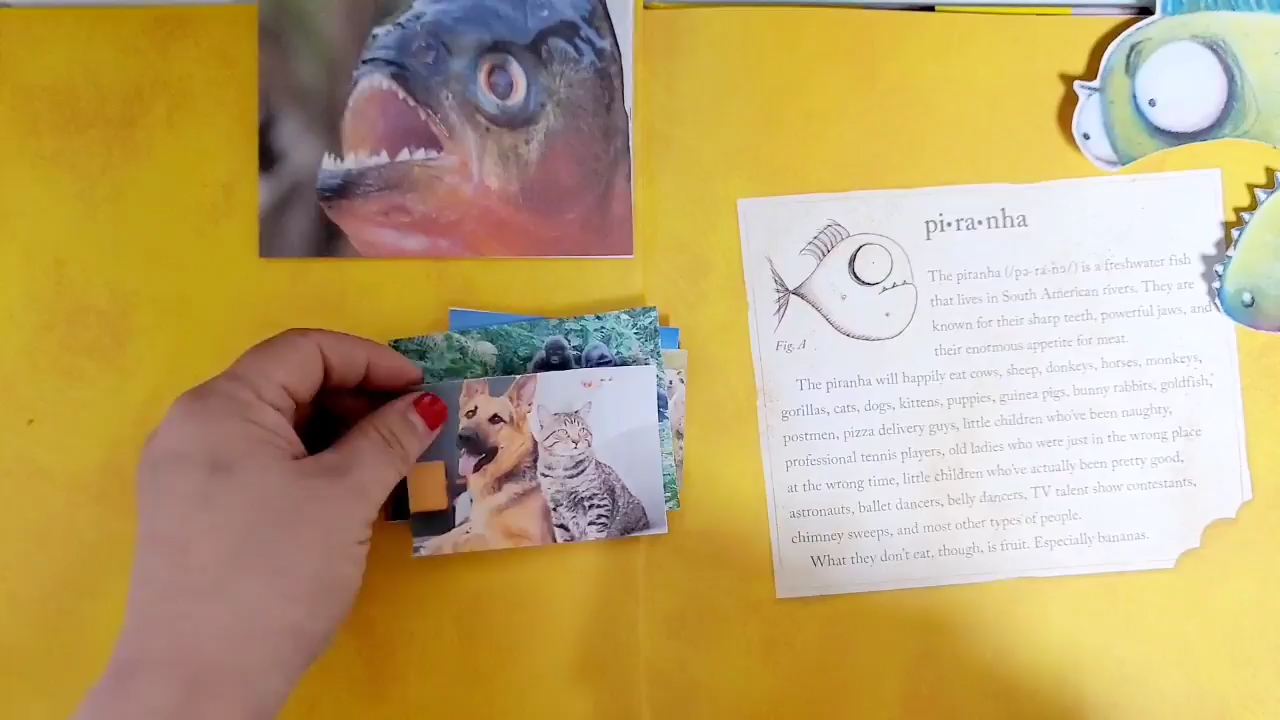 pi•ra•nha
The piranha (/pə-rá-nə/) is a freshwater fish
that lives in South American rivers. They are
known for their sharp teeth, powerful jaws, and
their enormous appetite for meat.
Fig. A
The piranha will happily eat cows, sheep, donkeys, horses, monkeys,
gorillas, cats, dogs, kittens, puppies, guinea pigs, bunny rabbits, goldfish,
postmen, pizza delivery guys, little children who've been naughty,
professional tennis players, old ladies who were just in the wrong place
at the wrong time, little children who've actually been pretty good,
astronauts, ballet dancers, belly dancers, TV talent show contestants,
chimney sweeps, and most other types of people.
What they don't eat, though, is fruit. Especially bananas.